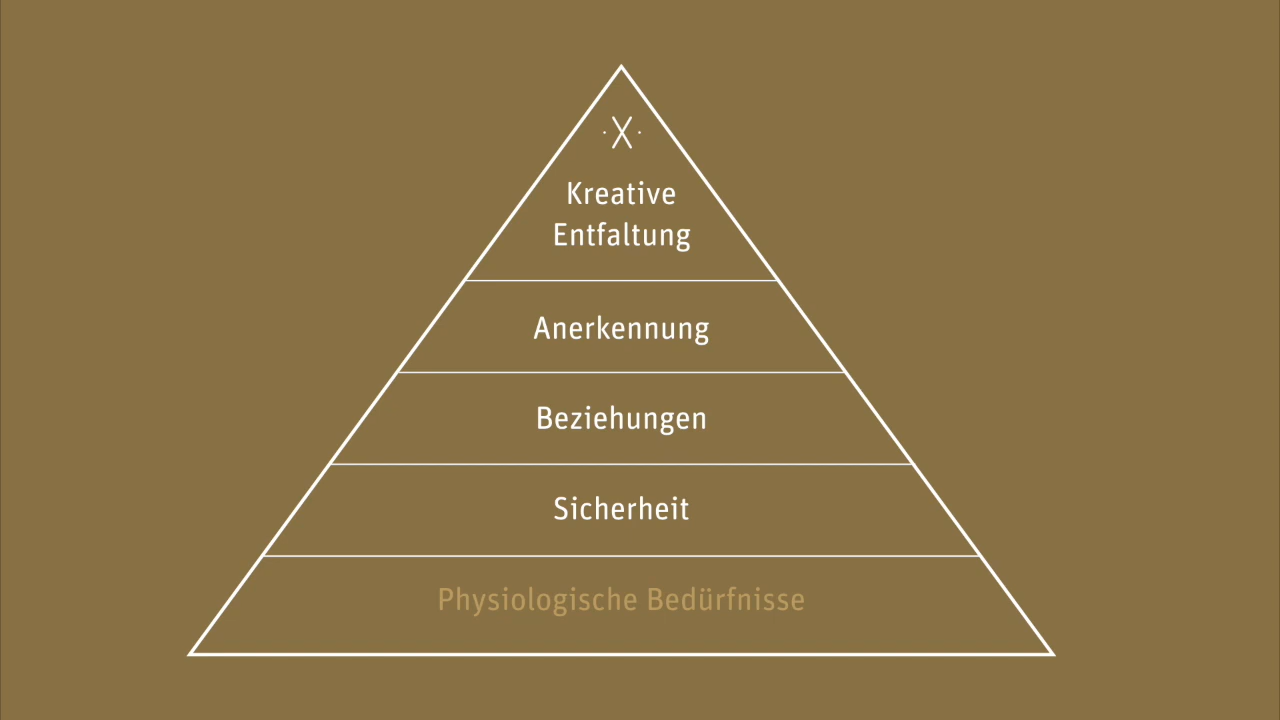 ·X·
Kreative
Entfaltung
Anerkennung
Beziehungen
Sicherheit
Physiologische Bedürfnisse